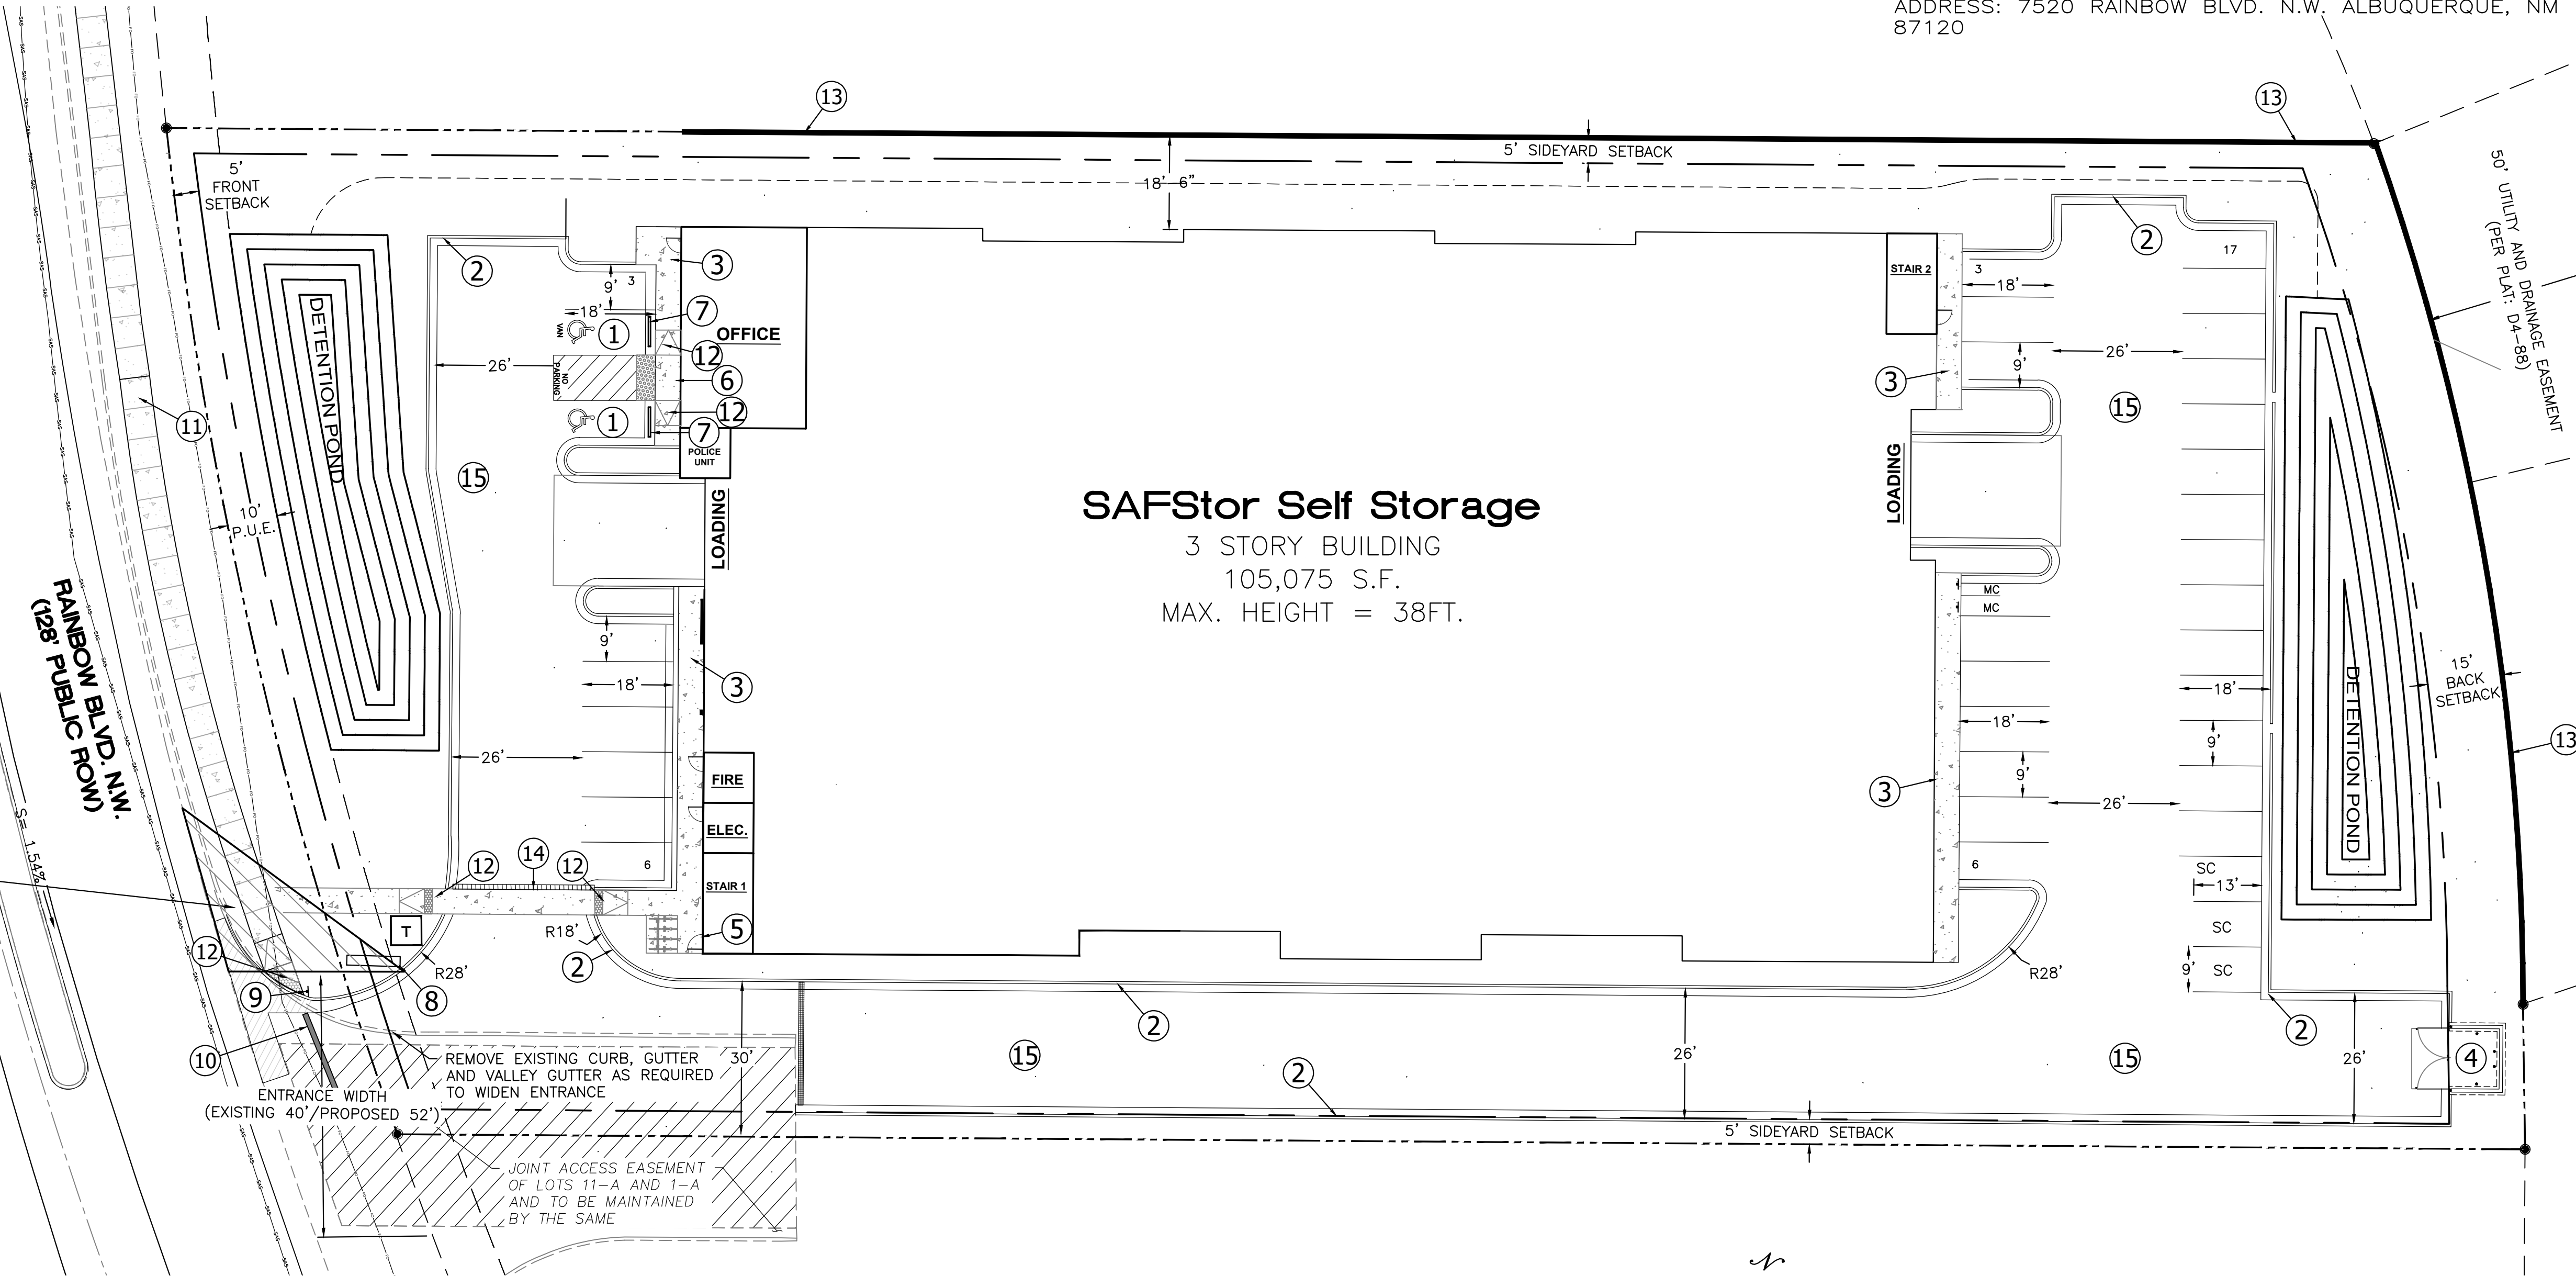 ADDRESS: 7520 RAINBOW BLVD. N.W. ALBUQUERQUE, NM
87120
13
13
5' SIDEYARD SETBACK
18'-6"
5'
FRONT
SETBACK
50' UTILITY AND DRAINAGE EASEMENT
(PER PLAT: D4-88)
2
3
9'
3
18'
7
VAN
1
OFFICE
12
26'
NO
PARKING
6
1
12
7
POLICE
UNIT
DETENTION POND
11
15
10'
P.U.E.
LOADING
STAIR 2
3
18'
2
17
26'
9'
3
15
LOADING
SAFStor Self Storage
3 STORY BUILDING
105,075 S.F.
MAX. HEIGHT = 38FT.
MC
MC
RAINBOW BLVD. N.W.
(128' PUBLIC ROW)
9'
18'
3
26'
FIRE
ELEC.
STAIR 1
6
5
14
12
12
18'
18'
9'
9'
3
26'
6
15'
BACK
SETBACK
DETENTION POND
13
SC
13'
SC
SC
9'
S= 1.54%
12
T
R18'
2
R28'
9
8
R28'
10
REMOVE EXISTING CURB, GUTTER
AND VALLEY GUTTER AS REQUIRED
TO WIDEN ENTRANCE
30'
ENTRANCE WIDTH
(EXISTING 40'/PROPOSED 52')
2
15
2
26'
15
2
26'
4
5' SIDEYARD SETBACK
JOINT ACCESS EASEMENT
OF LOTS 11-A AND 1-A
AND TO BE MAINTAINED
BY THE SAME
N
SAS